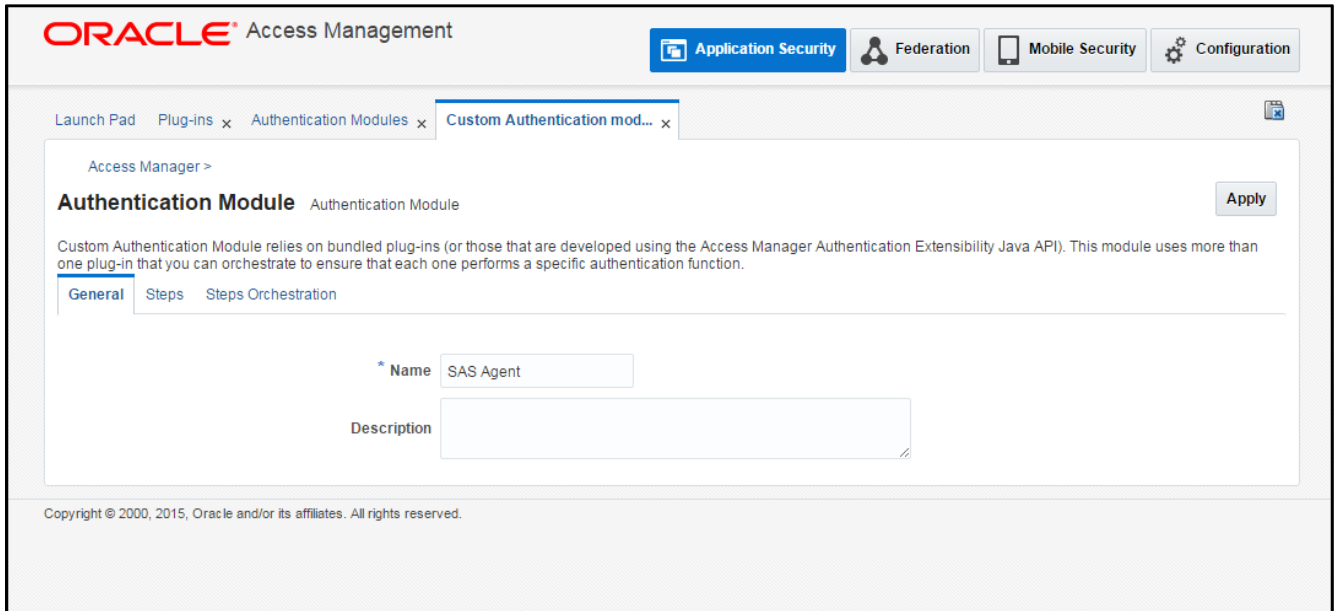 ORACLE® Access Management
Application Security Federation Mobile Security Configuration
Launch Pad Plug-ins x Authentication Modules x Custom Authentication mod... x
Access Manager >
Authentication Module Authentication Module
Apply
Custom Authentication Module relies on bundled plug-ins (or those that are developed using the Access Manager Authentication Extensibility Java API). This module uses more than
one plug-in that you can orchestrate to ensure that each one performs a specific authentication function.
General Steps Steps Orchestration
* Name SAS Agent
Description
Copyright © 2000, 2015, Oracle and/or its affiliates. All rights reserved.